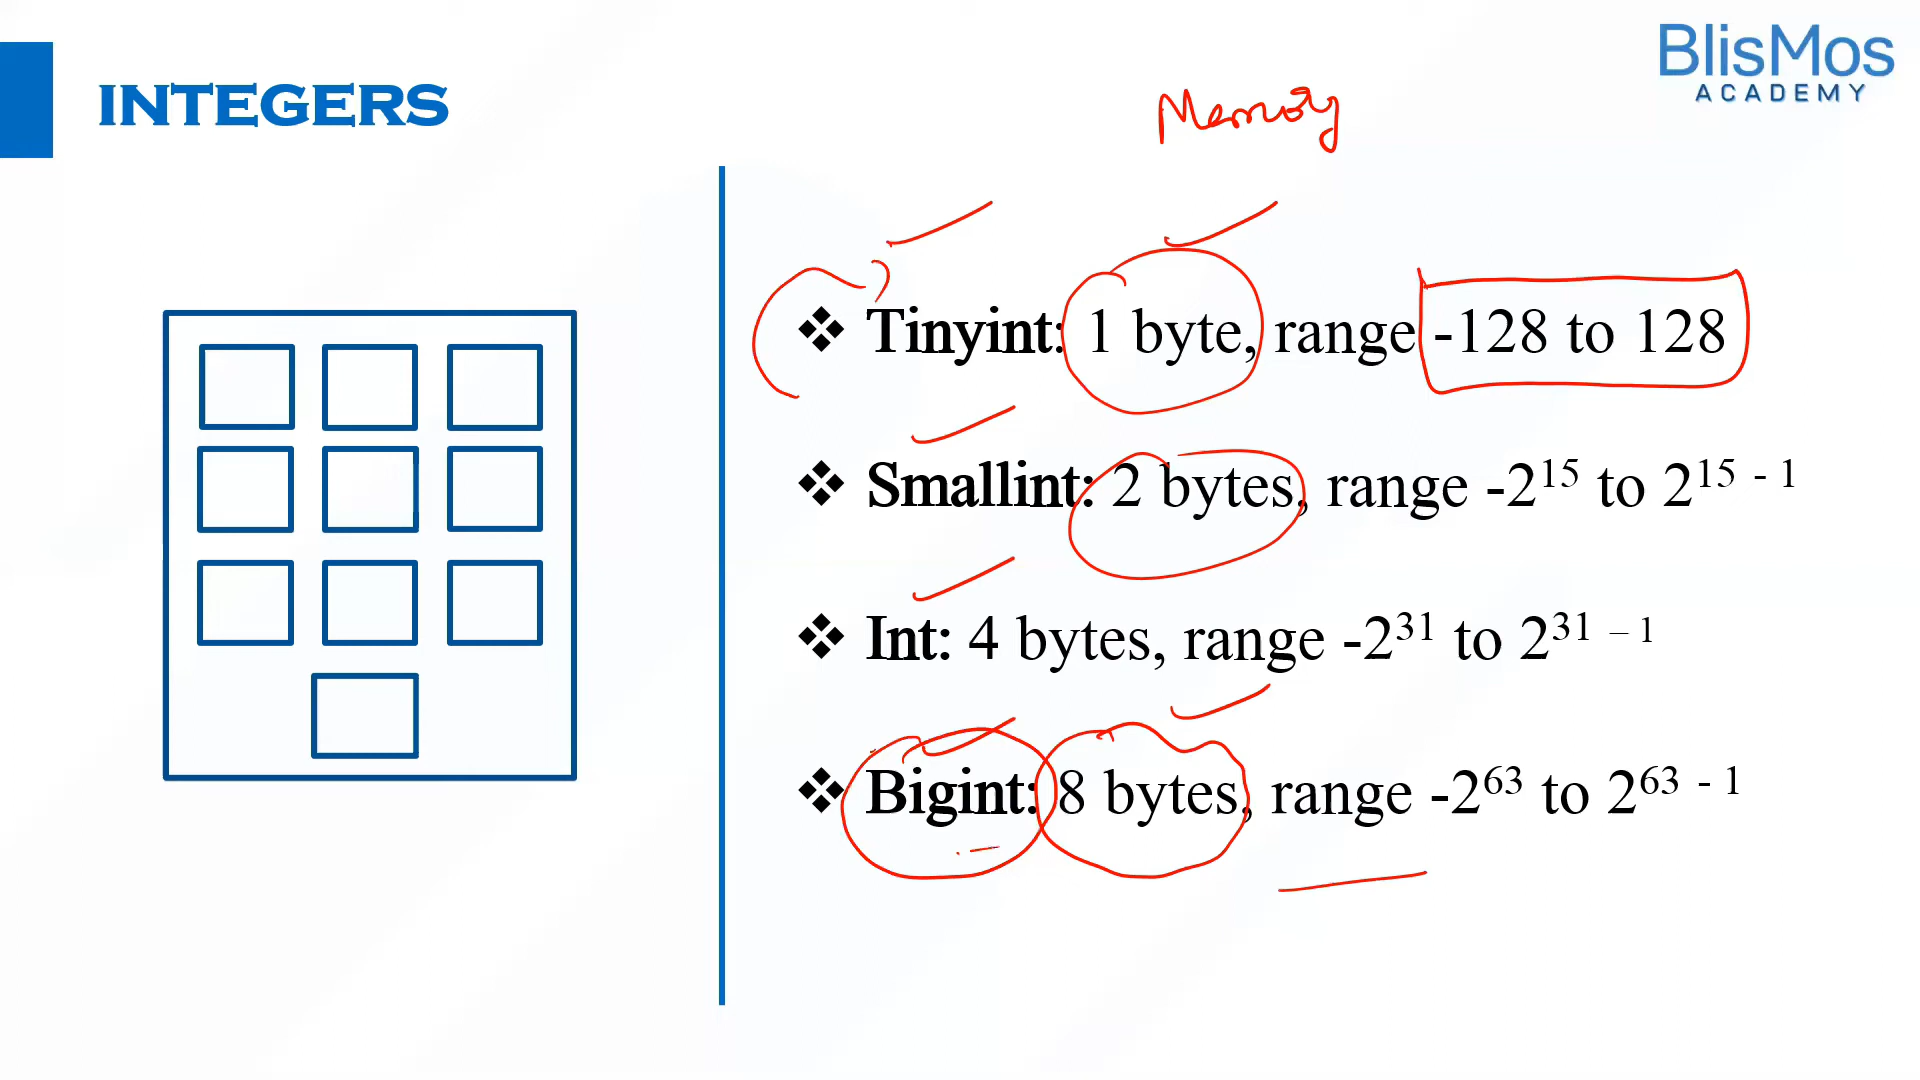 BlisMos
ACADEMY
INTEGERS
Memory
❖ Tinyint: 1 byte, range -128 to 128
❖ Smallint: 2 bytes, range -2¹⁵ to 2¹⁵ ⁻ ¹
❖ Int: 4 bytes, range -2³¹ to 2³¹ ⁻ ¹
❖ Bigint: 8 bytes, range -2⁶³ to 2⁶³ ⁻ ¹